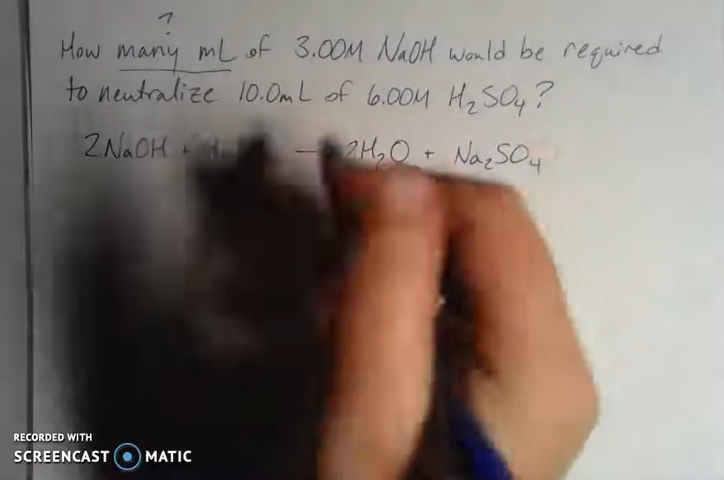 ?
How many mL of 3.00M NaOH would be required
to neutralize 10.0mL of 6.00M H₂SO₄?
2NaOH + → 2H₂O + Na₂SO₄
RECORDED WITH
SCREENCAST MATIC